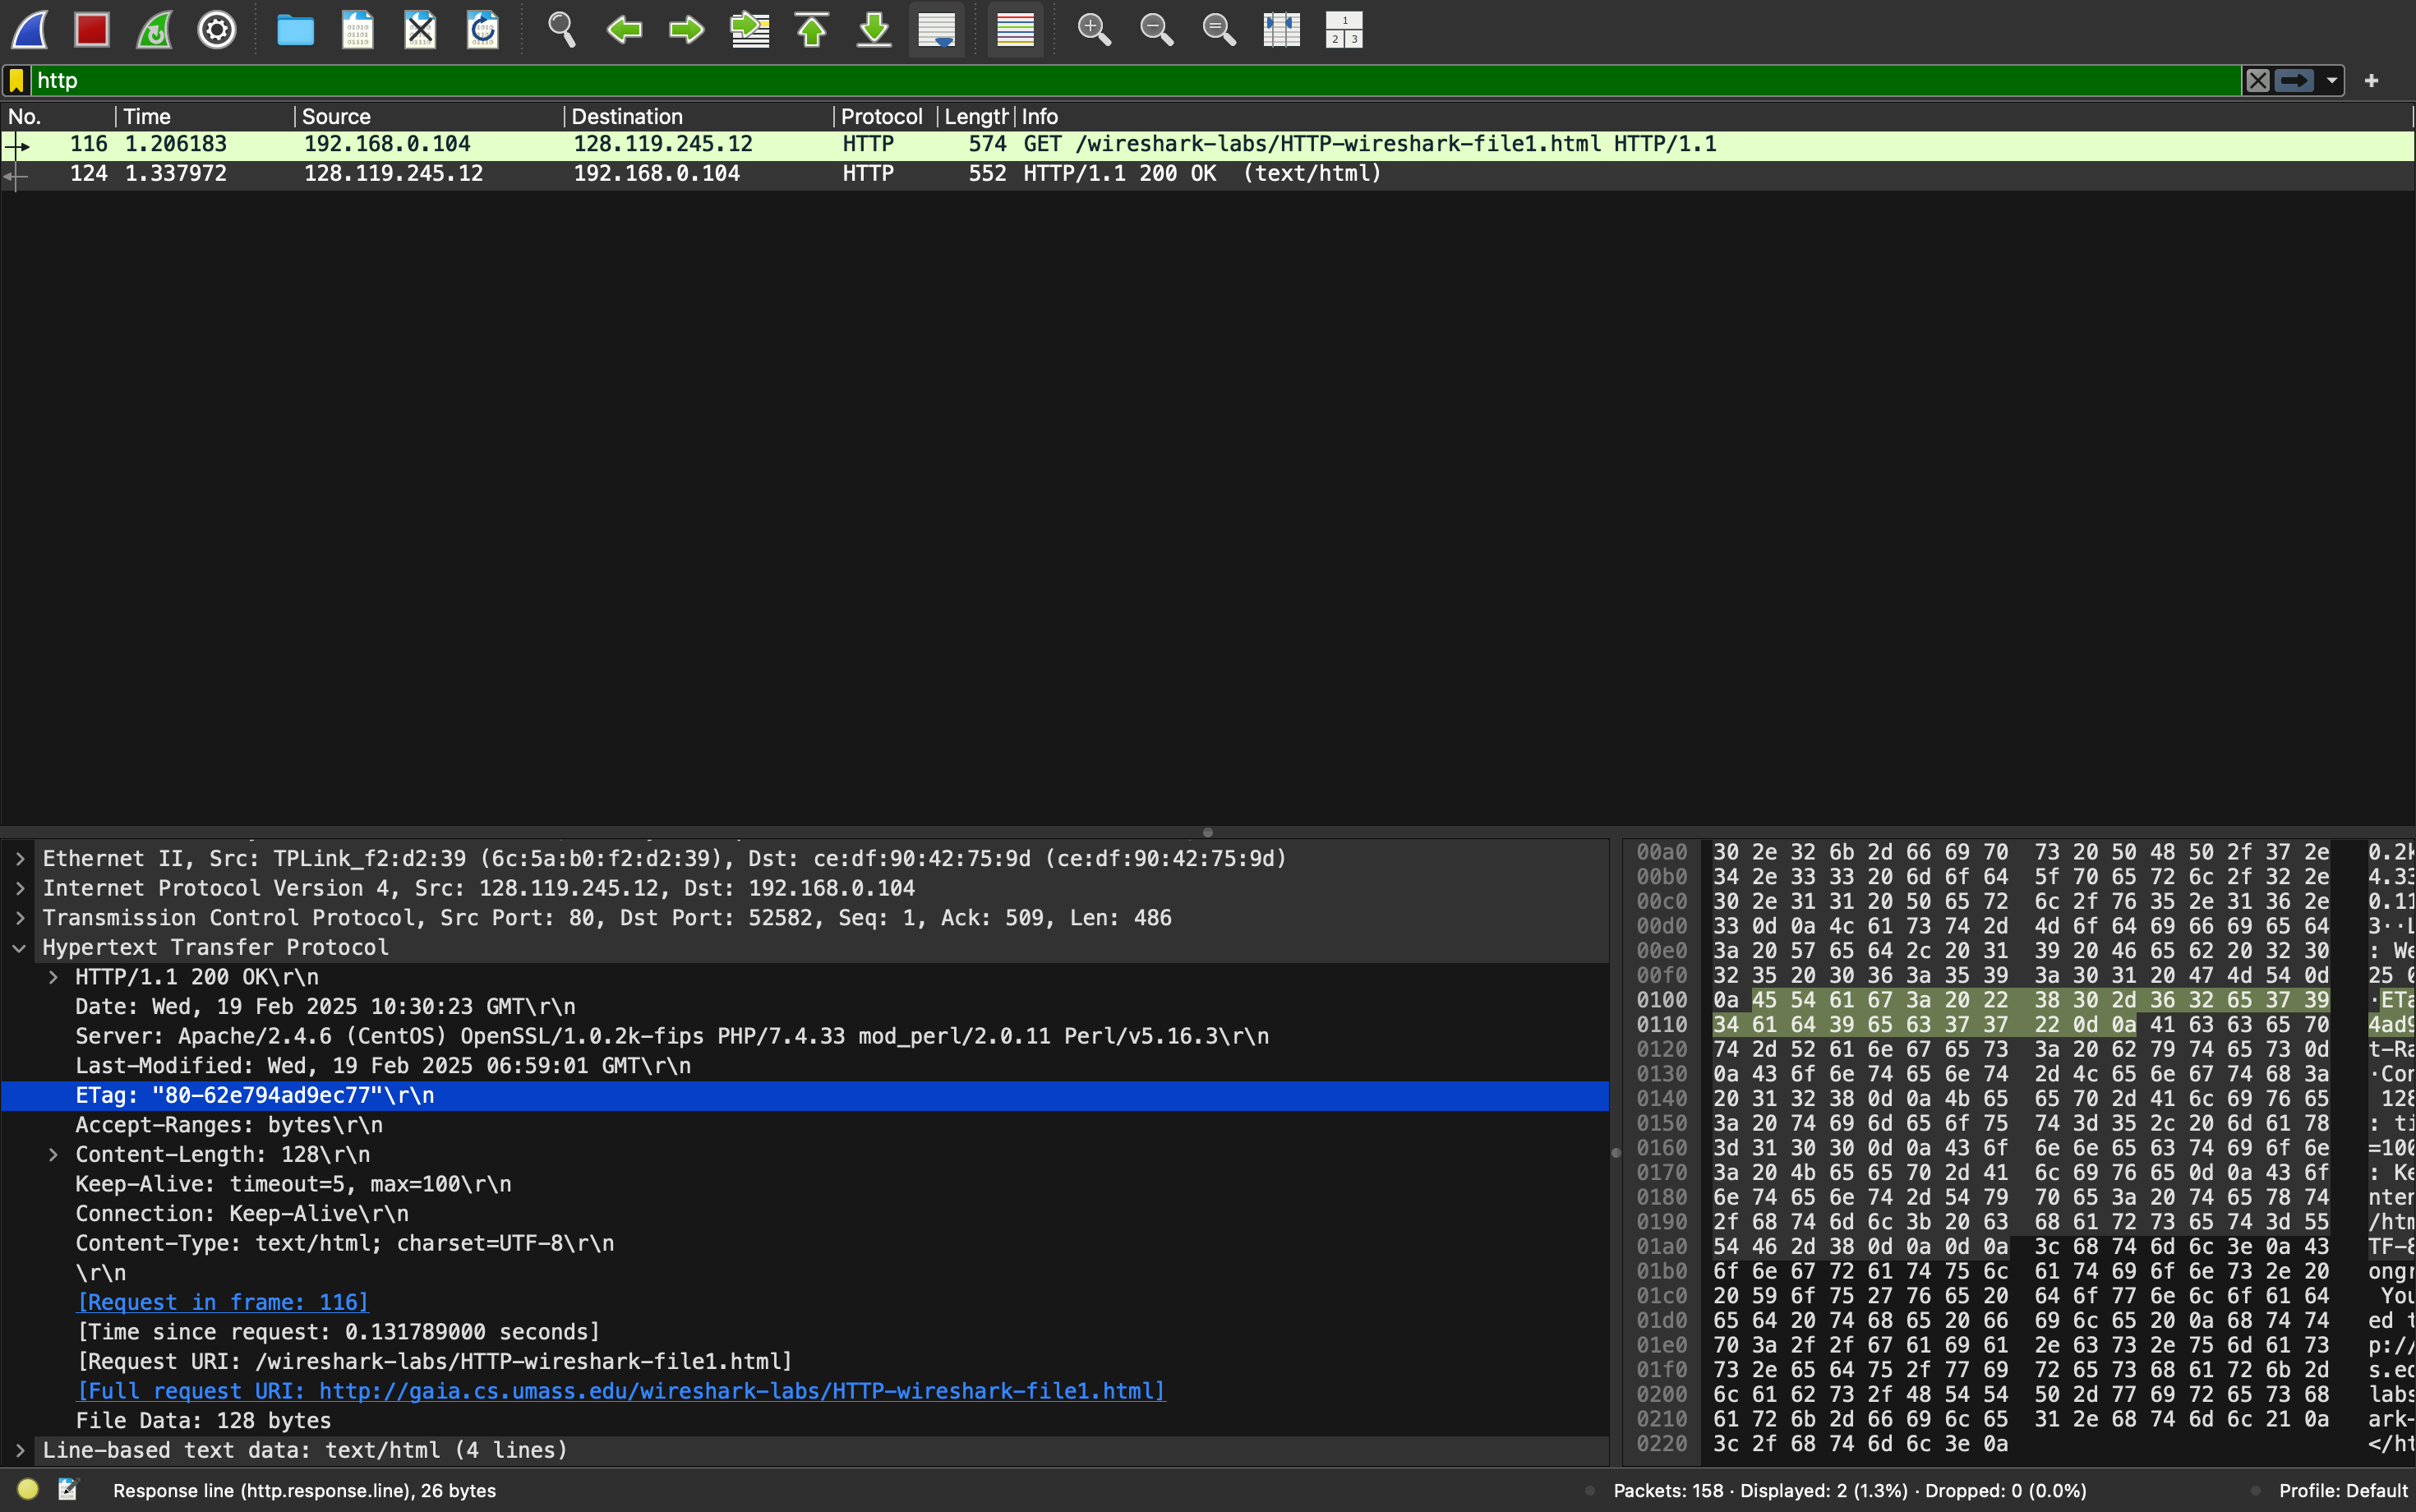 http
No. Time Source Destination Protocol Length Info
116 1.206183 192.168.0.104 128.119.245.12 HTTP 574 GET /wireshark-labs/HTTP-wireshark-file1.html HTTP/1.1
124 1.337972 128.119.245.12 192.168.0.104 HTTP 552 HTTP/1.1 200 OK (text/html)
Ethernet II, Src: TPLink_f2:d2:39 (6c:5a:b0:f2:d2:39), Dst: ce:df:90:42:75:9d (ce:df:90:42:75:9d)
Internet Protocol Version 4, Src: 128.119.245.12, Dst: 192.168.0.104
Transmission Control Protocol, Src Port: 80, Dst Port: 52582, Seq: 1, Ack: 509, Len: 486
Hypertext Transfer Protocol
HTTP/1.1 200 OK\r\n
Date: Wed, 19 Feb 2025 10:30:23 GMT\r\n
Server: Apache/2.4.6 (CentOS) OpenSSL/1.0.2k-fips PHP/7.4.33 mod_perl/2.0.11 Perl/v5.16.3\r\n
Last-Modified: Wed, 19 Feb 2025 06:59:01 GMT\r\n
ETag: "80-62e794ad9ec77"\r\n
Accept-Ranges: bytes\r\n
Content-Length: 128\r\n
Keep-Alive: timeout=5, max=100\r\n
Connection: Keep-Alive\r\n
Content-Type: text/html; charset=UTF-8\r\n
\r\n
[Request in frame: 116]
[Time since request: 0.131789000 seconds]
[Request URI: /wireshark-labs/HTTP-wireshark-file1.html]
[Full request URI: http://gaia.cs.umass.edu/wireshark-labs/HTTP-wireshark-file1.html]
File Data: 128 bytes
Line-based text data: text/html (4 lines)
00a0 30 2e 32 6b 2d 66 69 70 73 20 50 48 50 2f 37 2e 0.2k
00b0 34 2e 33 33 20 6d 6f 64 5f 70 65 72 6c 2f 32 2e 4.33
00c0 30 2e 31 31 20 50 65 72 6c 2f 76 35 2e 31 36 2e 0.11
00d0 33 0d 0a 4c 61 73 74 2d 4d 6f 64 69 66 69 65 64 3··L
00e0 3a 20 57 65 64 2c 20 31 39 20 46 65 62 20 32 30 : We
00f0 32 35 20 30 36 3a 35 39 3a 30 31 20 47 4d 54 0d 25 0
0100 0a 45 54 61 67 3a 20 22 38 30 2d 36 32 65 37 39 ·ETa
0110 34 61 64 39 65 63 37 37 22 0d 0a 41 63 63 65 70 4ad9
0120 74 2d 52 61 6e 67 65 73 3a 20 62 79 74 65 73 0d t-Ra
0130 0a 43 6f 6e 74 65 6e 74 2d 4c 65 6e 67 74 68 3a ·Con
0140 20 31 32 38 0d 0a 4b 65 65 70 2d 41 6c 69 76 65 128
0150 3a 20 74 69 6d 65 6f 75 74 3d 35 2c 20 6d 61 78 : ti
0160 3d 31 30 30 0d 0a 43 6f 6e 6e 65 63 74 69 6f 6e =100
0170 3a 20 4b 65 65 70 2d 41 6c 69 76 65 0d 0a 43 6f : Ke
0180 6e 74 65 6e 74 2d 54 79 70 65 3a 20 74 65 78 74 nten
0190 2f 68 74 6d 6c 3b 20 63 68 61 72 73 65 74 3d 55 /htm
01a0 54 46 2d 38 0d 0a 0d 0a 3c 68 74 6d 6c 3e 0a 43 TF-8
01b0 6f 6e 67 72 61 74 75 6c 61 74 69 6f 6e 73 2e 20 ongr
01c0 20 59 6f 75 27 76 65 20 64 6f 77 6e 6c 6f 61 64 You
01d0 65 64 20 74 68 65 20 66 69 6c 65 20 0a 68 74 74 ed t
01e0 70 3a 2f 2f 67 61 69 61 2e 63 73 2e 75 6d 61 73 p://
01f0 73 2e 65 64 75 2f 77 69 72 65 73 68 61 72 6b 2d s.ed
0200 6c 61 62 73 2f 48 54 54 50 2d 77 69 72 65 73 68 labs
0210 61 72 6b 2d 66 69 6c 65 31 2e 68 74 6d 6c 21 0a ark-
0220 3c 2f 68 74 6d 6c 3e 0a </ht
Response line (http.response.line), 26 bytes
Packets: 158 · Displayed: 2 (1.3%) · Dropped: 0 (0.0%)
Profile: Default